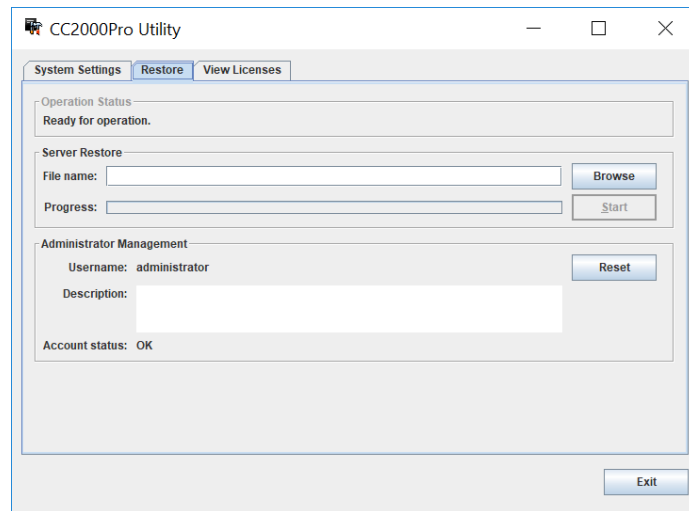 CC2000Pro Utility
System Settings Restore View Licenses
Operation Status
Ready for operation.
Server Restore
File name: Browse
Progress: Start
Administrator Management
Username: administrator Reset
Description:
Account status: OK
Exit